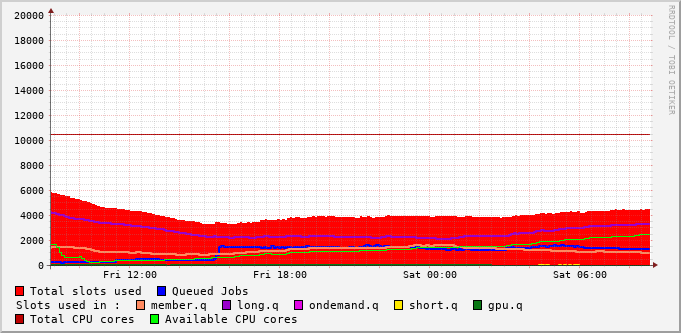 RRDTOOL / TOBI OETIKER
20000
18000
16000
14000
12000
10000
8000
6000
4000
2000
0
Fri 12:00 Fri 18:00 Sat 00:00 Sat 06:00
Total slots used Queued Jobs
Slots used in : member.q long.q ondemand.q short.q gpu.q
Total CPU cores Available CPU cores